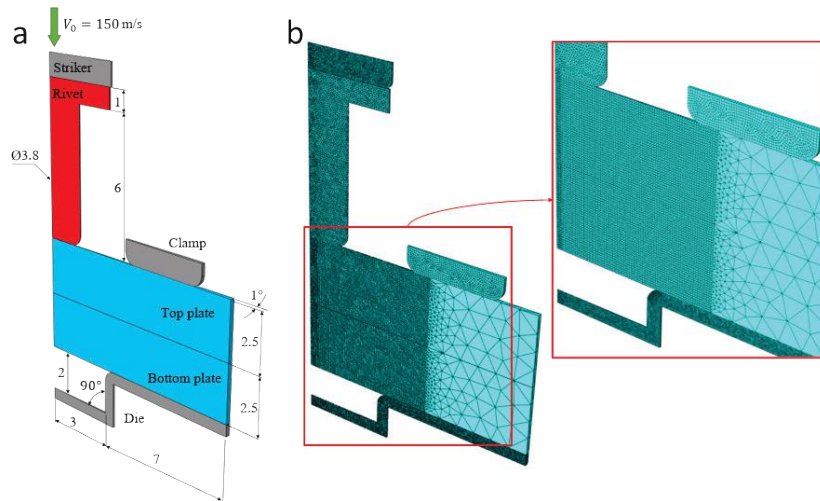 a
V₀ = 150 m/s
b
Striker
Rivet
1
Ø3.8
6
Clamp
1°
Top plate
2.5
Bottom plate
2
90°
2.5
Die
3
7